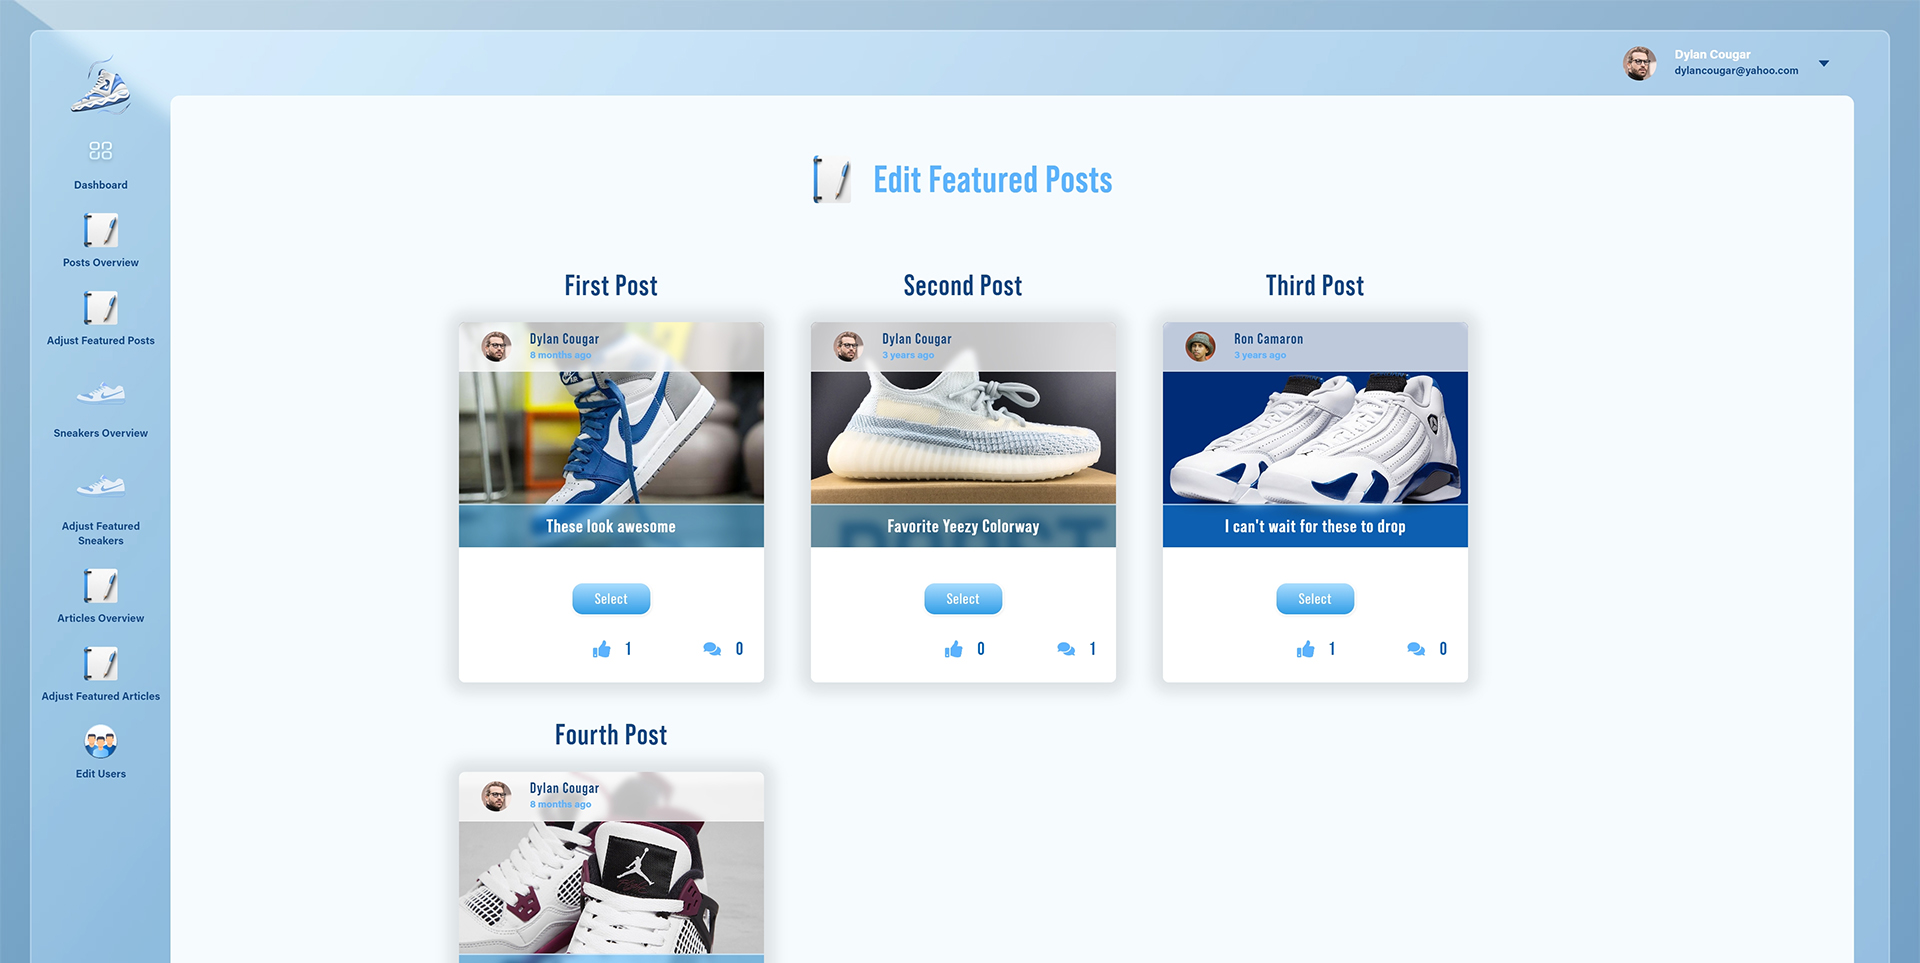 Dylan Cougar
dylancougar@yahoo.com
Dashboard
Posts Overview
Adjust Featured Posts
Sneakers Overview
Adjust Featured
Sneakers
Articles Overview
Adjust Featured Articles
Edit Users
Edit Featured Posts
First Post
Dylan Cougar
8 months ago
These look awesome
Select
1
0
Second Post
Dylan Cougar
3 years ago
Favorite Yeezy Colorway
Select
0
1
Third Post
Ron Camaron
3 years ago
I can't wait for these to drop
Select
1
0
Fourth Post
Dylan Cougar
8 months ago